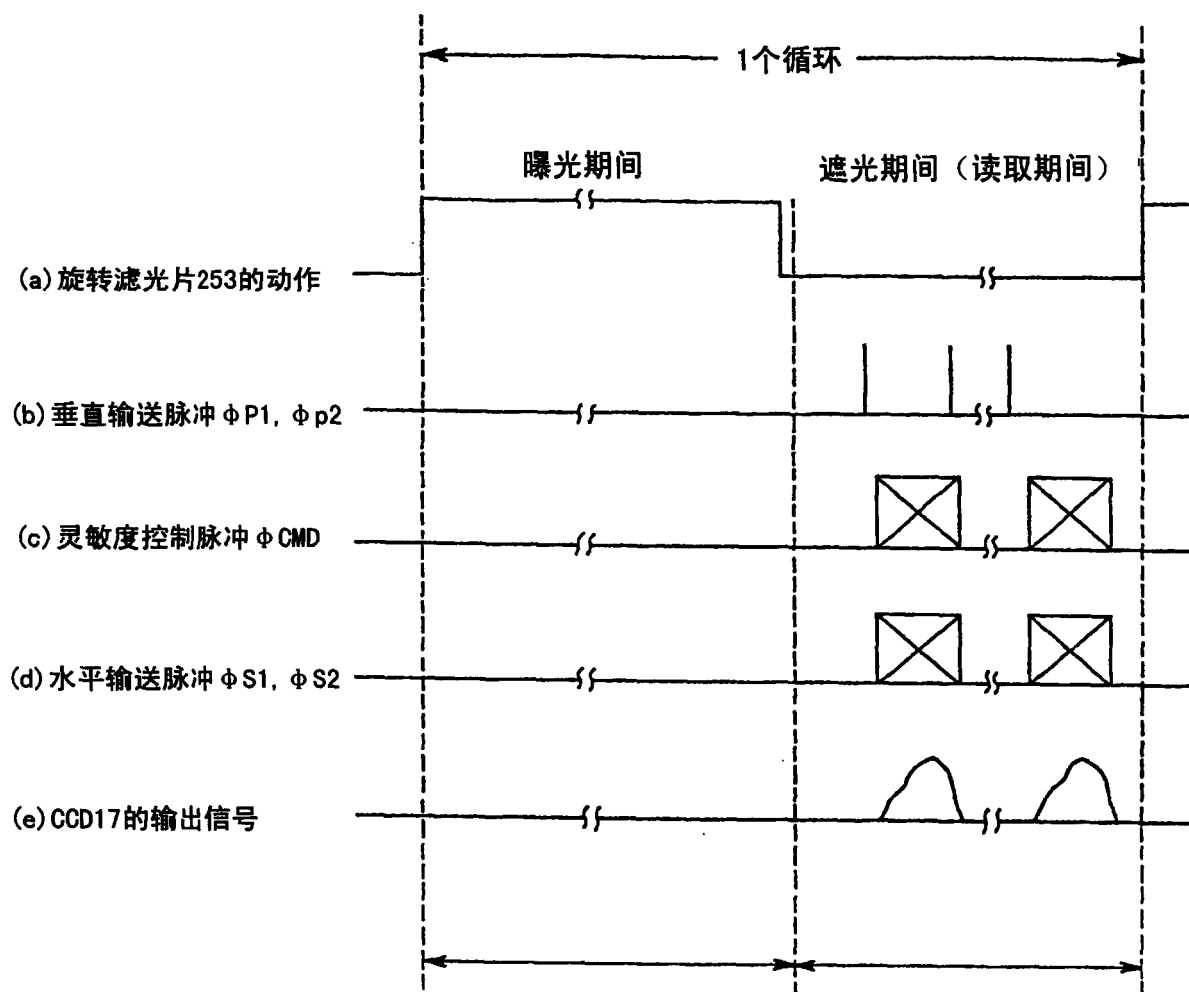 1个循环
曝光期间
遮光期间（读取期间）
(a)旋转滤光片253的动作
(b)垂直输送脉冲ΦP1, Φp2
(c)灵敏度控制脉冲ΦCMD
(d)水平输送脉冲ΦS1, ΦS2
(e)CCD17的输出信号